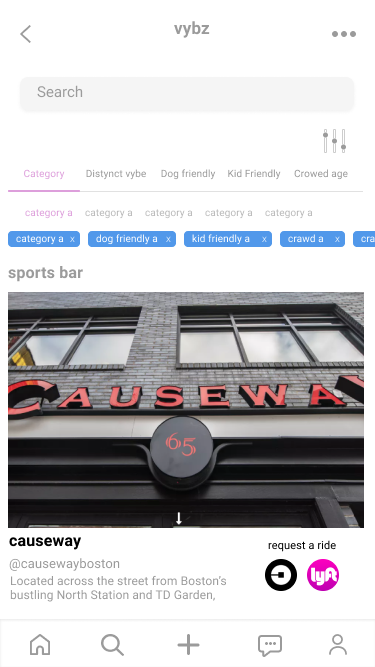 vybz
Search
Category Distynct vybe Dog friendly Kid Friendly Crowed age
category a category a category a category a category a
category a x dog friendly a x kid friendly a x crawd a x cra
sports bar
CAUSEWAY
65
causeway
request a ride
@causewayboston
Located across the street from Boston's
bustling North Station and TD Garden,
lyft